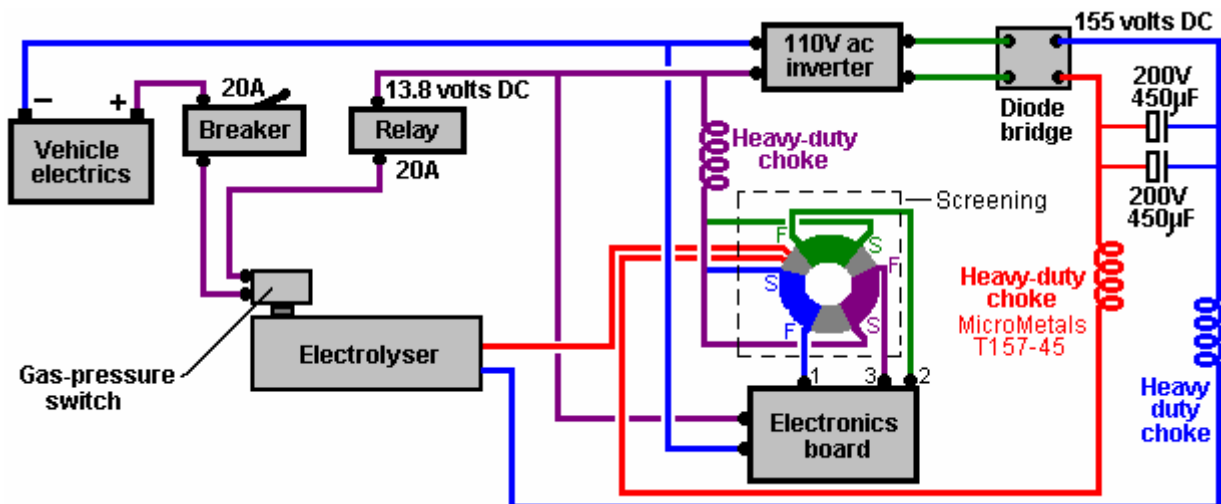 155 volts DC
110V ac
inverter
20A
13.8 volts DC
200V
450µF
− +
Breaker
Relay
Diode
bridge
Vehicle
electrics
Heavy-duty
choke
20A
200V
450µF
Screening
F
S
F
S
F
S
Heavy-duty
choke
MicroMetals
T157-45
Electrolyser
Gas-pressure
switch
1 3 2
Heavy
duty
choke
Electronics
board